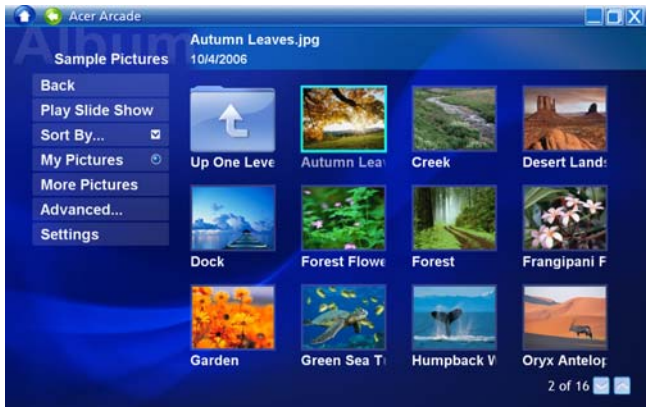 Acer Arcade
Album
Sample Pictures
Autumn Leaves.jpg
10/4/2006
Back
Play Slide Show
Sort By...
My Pictures
More Pictures
Advanced...
Settings
Up One Leve
Autumn Lea
Creek
Desert Lands
Dock
Forest Flowe
Forest
Frangipani F
Garden
Green Sea T
Humpback W
Oryx Antelop
2 of 16